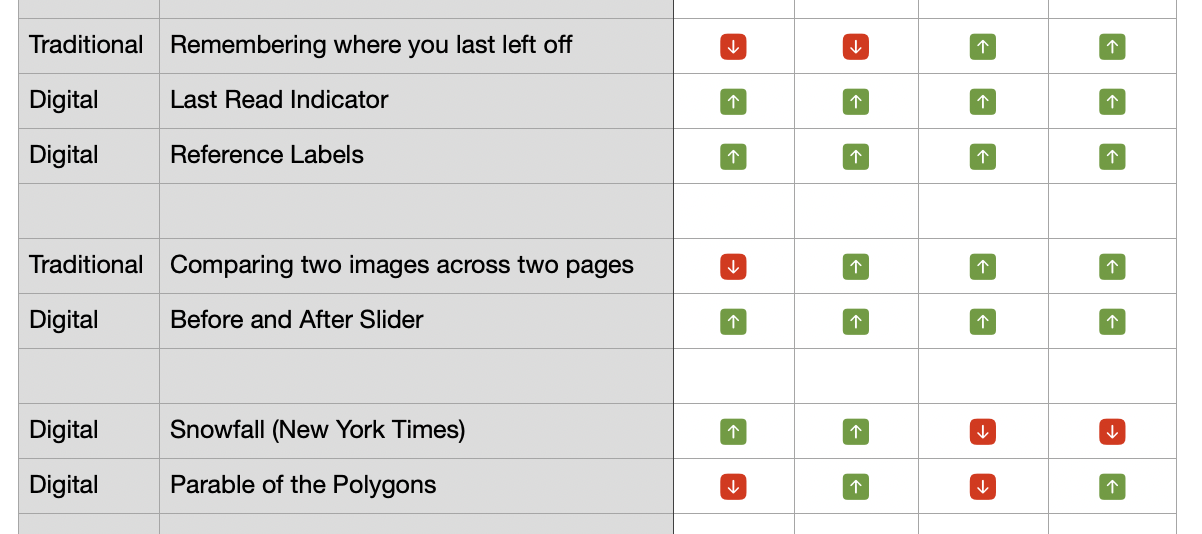 Traditional Remembering where you last left off ↓ ↓ ↑ ↑
Digital Last Read Indicator ↑ ↑ ↑ ↑
Digital Reference Labels ↑ ↑ ↑ ↑
Traditional Comparing two images across two pages ↓ ↑ ↑ ↑
Digital Before and After Slider ↑ ↑ ↑ ↑
Digital Snowfall (New York Times) ↑ ↑ ↓ ↓
Digital Parable of the Polygons ↓ ↑ ↓ ↑